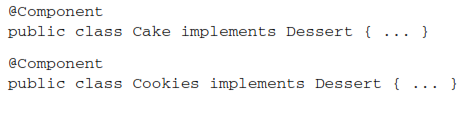 @Component
public class Cake implements Dessert { ... }
@Component
public class Cookies implements Dessert { ... }